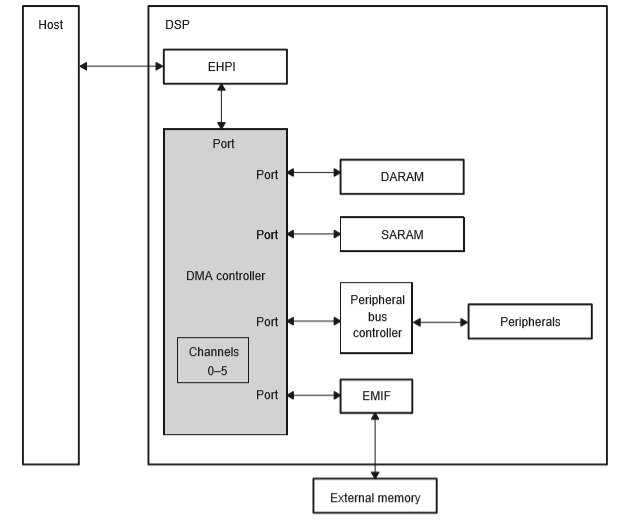 Host
DSP
EHPI
Port
Port
DARAM
Port
SARAM
DMA controller
Port
Peripheral
bus
controller
Peripherals
Channels
0–5
Port
EMIF
External memory